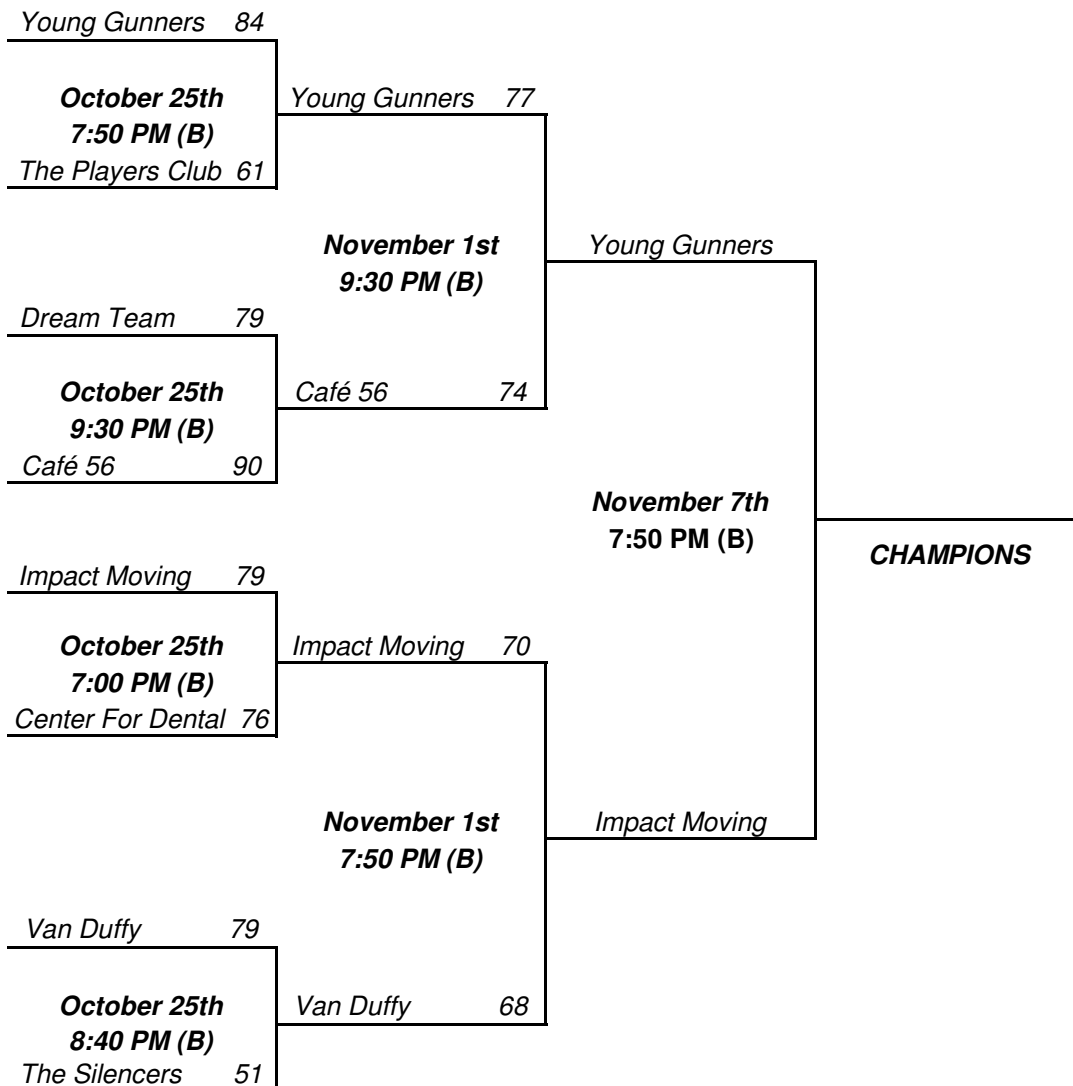 Young Gunners 84
October 25th
7:50 PM (B)
The Players Club 61
Young Gunners 77
November 1st
9:30 PM (B)
Young Gunners
Dream Team 79
October 25th
9:30 PM (B)
Café 56 90
Café 56 74
November 7th
7:50 PM (B)
CHAMPIONS
Impact Moving 79
October 25th
7:00 PM (B)
Center For Dental 76
Impact Moving 70
November 1st
7:50 PM (B)
Impact Moving
Van Duffy 79
October 25th
8:40 PM (B)
The Silencers 51
Van Duffy 68